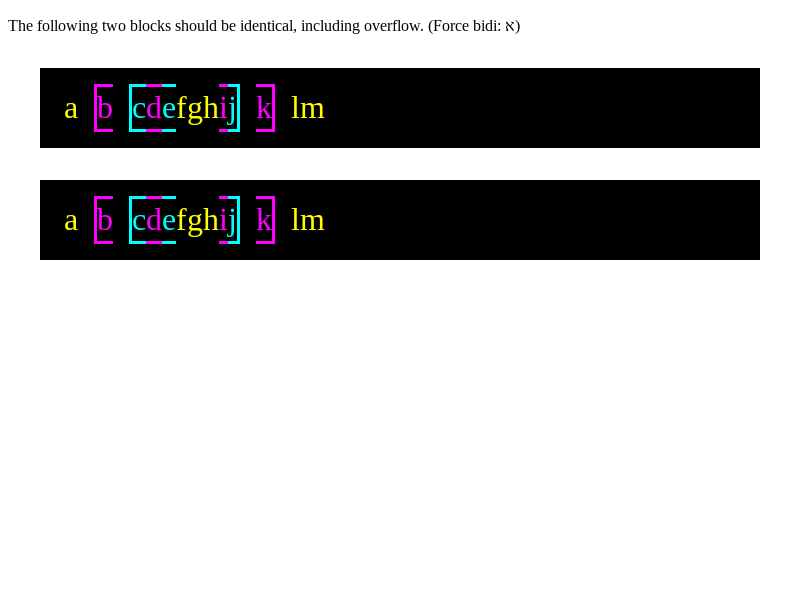 The following two blocks should be identical, including overflow. (Force bidi: א)
a b cdefghij k lm
a b cdefghij k lm